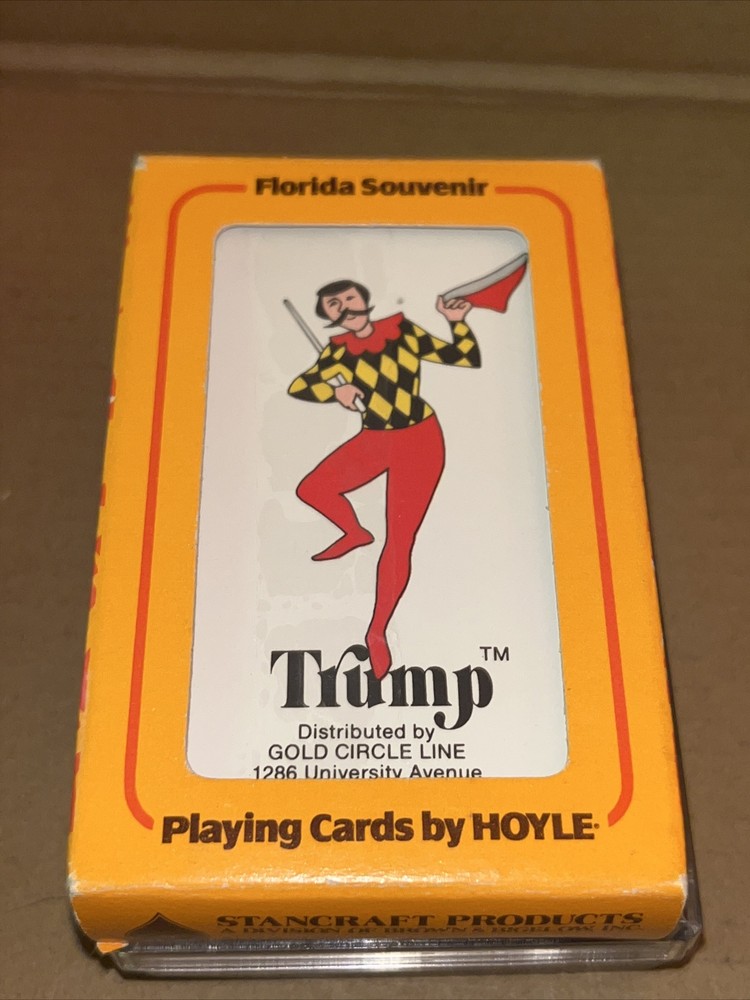 Florida Souvenir
Trump™
Distributed by
GOLD CIRCLE LINE
1286 University Avenue
Playing Cards by HOYLE®
STANCRAFT PRODUCTS
A DIVISION OF BROWN & BIGELOW, INC.